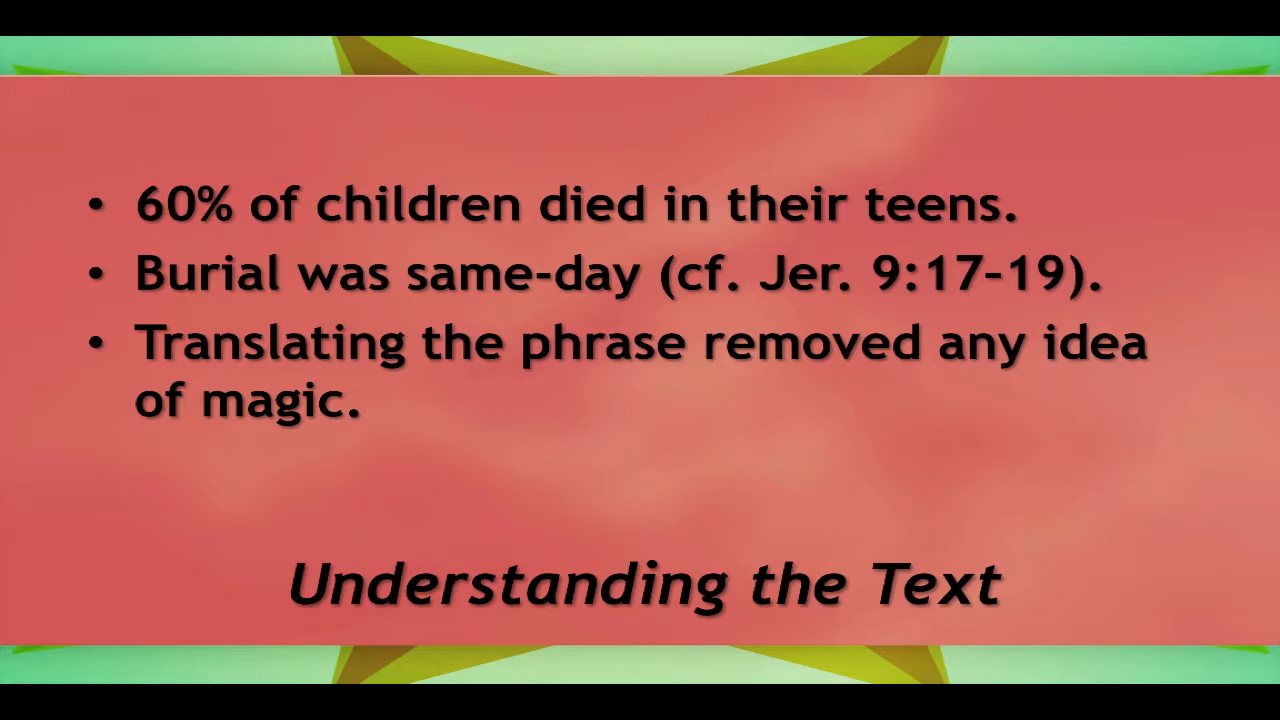 • 60% of children died in their teens.
• Burial was same-day (cf. Jer. 9:17–19).
• Translating the phrase removed any idea
of magic.
Understanding the Text